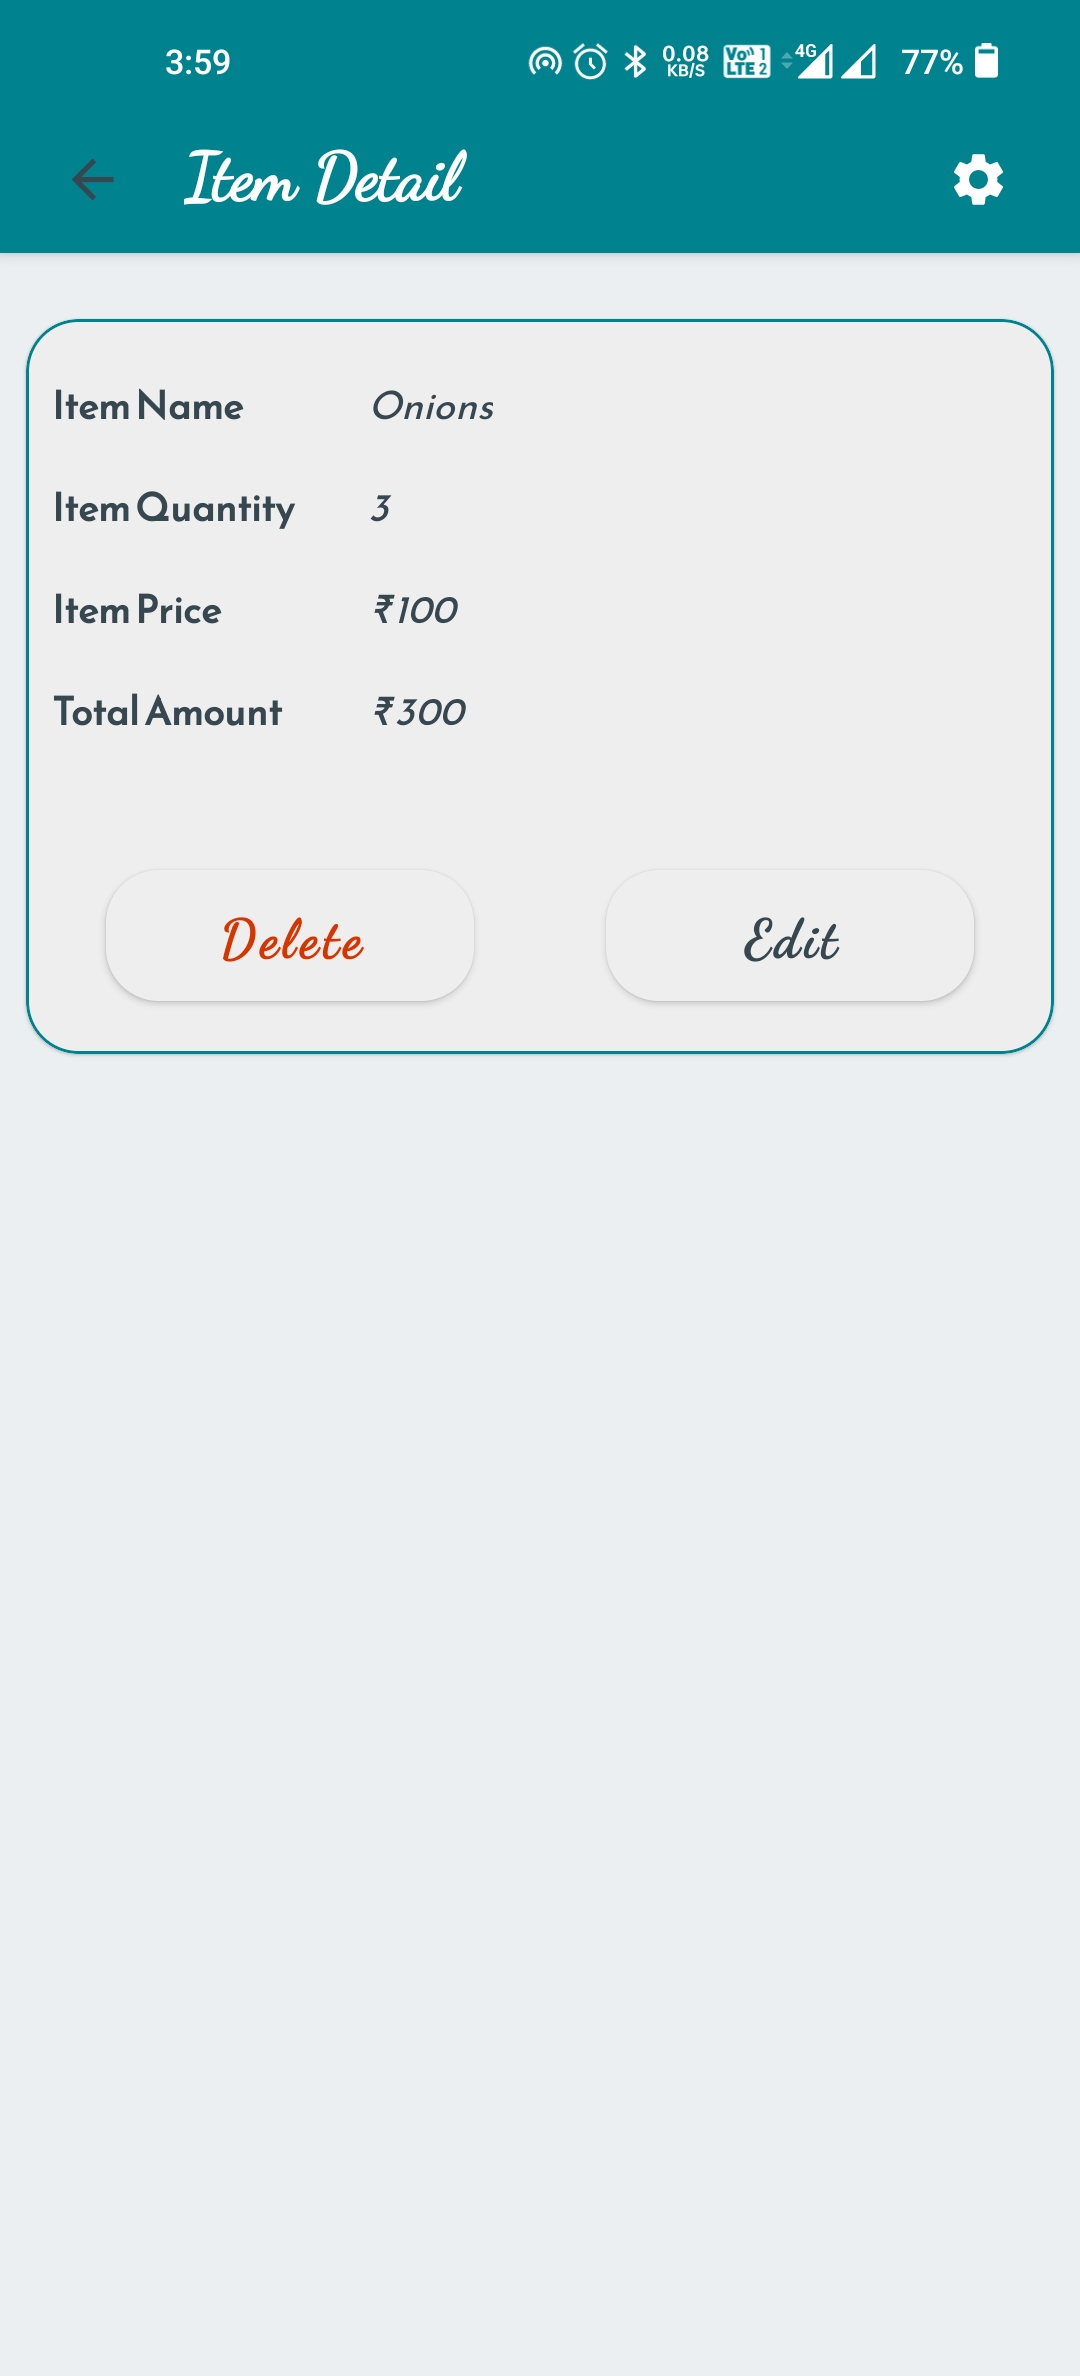 3:59 0.08 KB/S Vo 1 LTE 2 4G 77%
Item Detail
Item Name Onions
Item Quantity 3
Item Price ₹100
Total Amount ₹300
Delete Edit